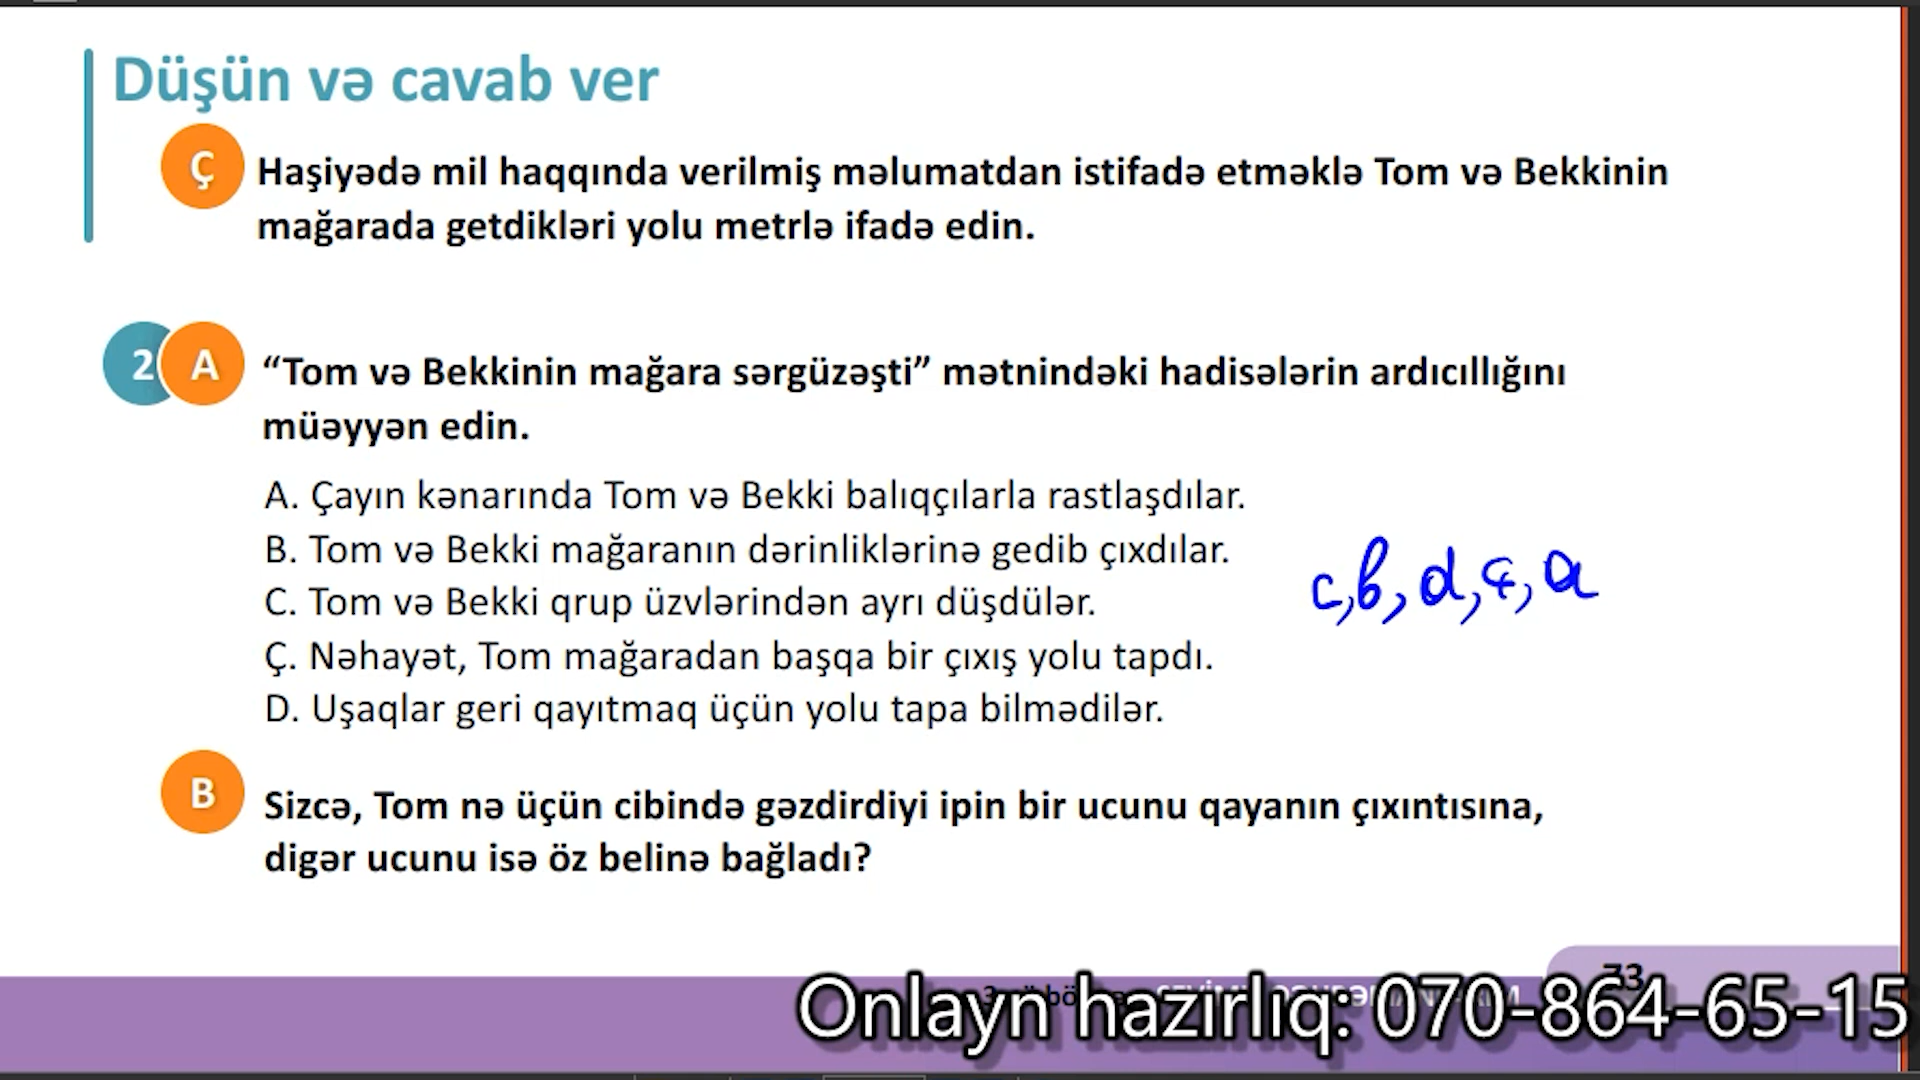 Düşün və cavab ver
Ç
Haşiyədə mil haqqında verilmiş məlumatdan istifadə etməklə Tom və Bekkinin
mağarada getdikləri yolu metrlə ifadə edin.
2 A
“Tom və Bekkinin mağara sərgüzəşti” mətnindəki hadisələrin ardıcıllığını
müəyyən edin.
A. Çayın kənarında Tom və Bekki balıqçılarla rastlaşdılar.
B. Tom və Bekki mağaranın dərinliklərinə gedib çıxdılar.
C. Tom və Bekki qrup üzvlərindən ayrı düşdülər.
Ç. Nəhayət, Tom mağaradan başqa bir çıxış yolu tapdı.
D. Uşaqlar geri qayıtmaq üçün yolu tapa bilmədilər.
c, b, d, ç, a
B
Sizcə, Tom nə üçün cibində gəzdirdiyi ipin bir ucunu qayanın çıxıntısına,
digər ucunu isə öz belinə bağladı?
73
Onlayn hazırlıq: 070-864-65-15